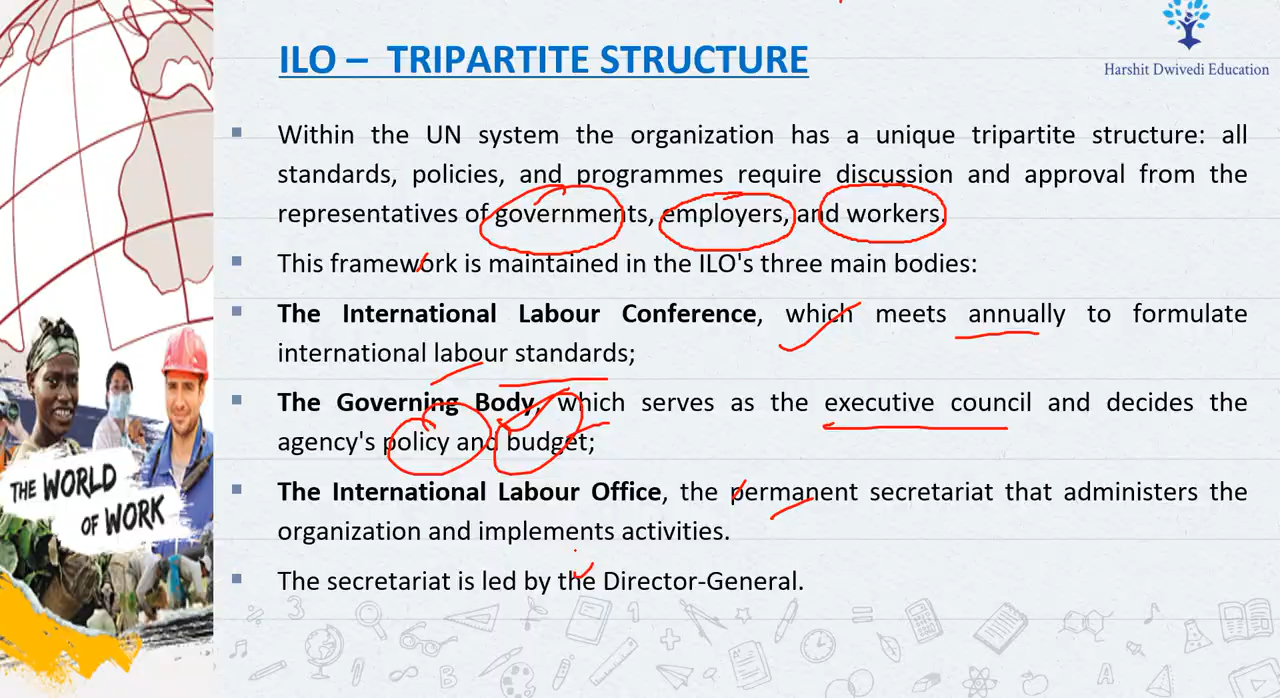 Harshit Dwivedi Education
ILO – TRIPARTITE STRUCTURE
Within the UN system the organization has a unique tripartite structure: all
standards, policies, and programmes require discussion and approval from the
representatives of governments, employers, and workers.
This framework is maintained in the ILO's three main bodies:
The International Labour Conference, which meets annually to formulate
international labour standards;
The Governing Body, which serves as the executive council and decides the
agency's policy and budget;
The International Labour Office, the permanent secretariat that administers the
organization and implements activities.
The secretariat is led by the Director-General.
THE WORLD
OF WORK